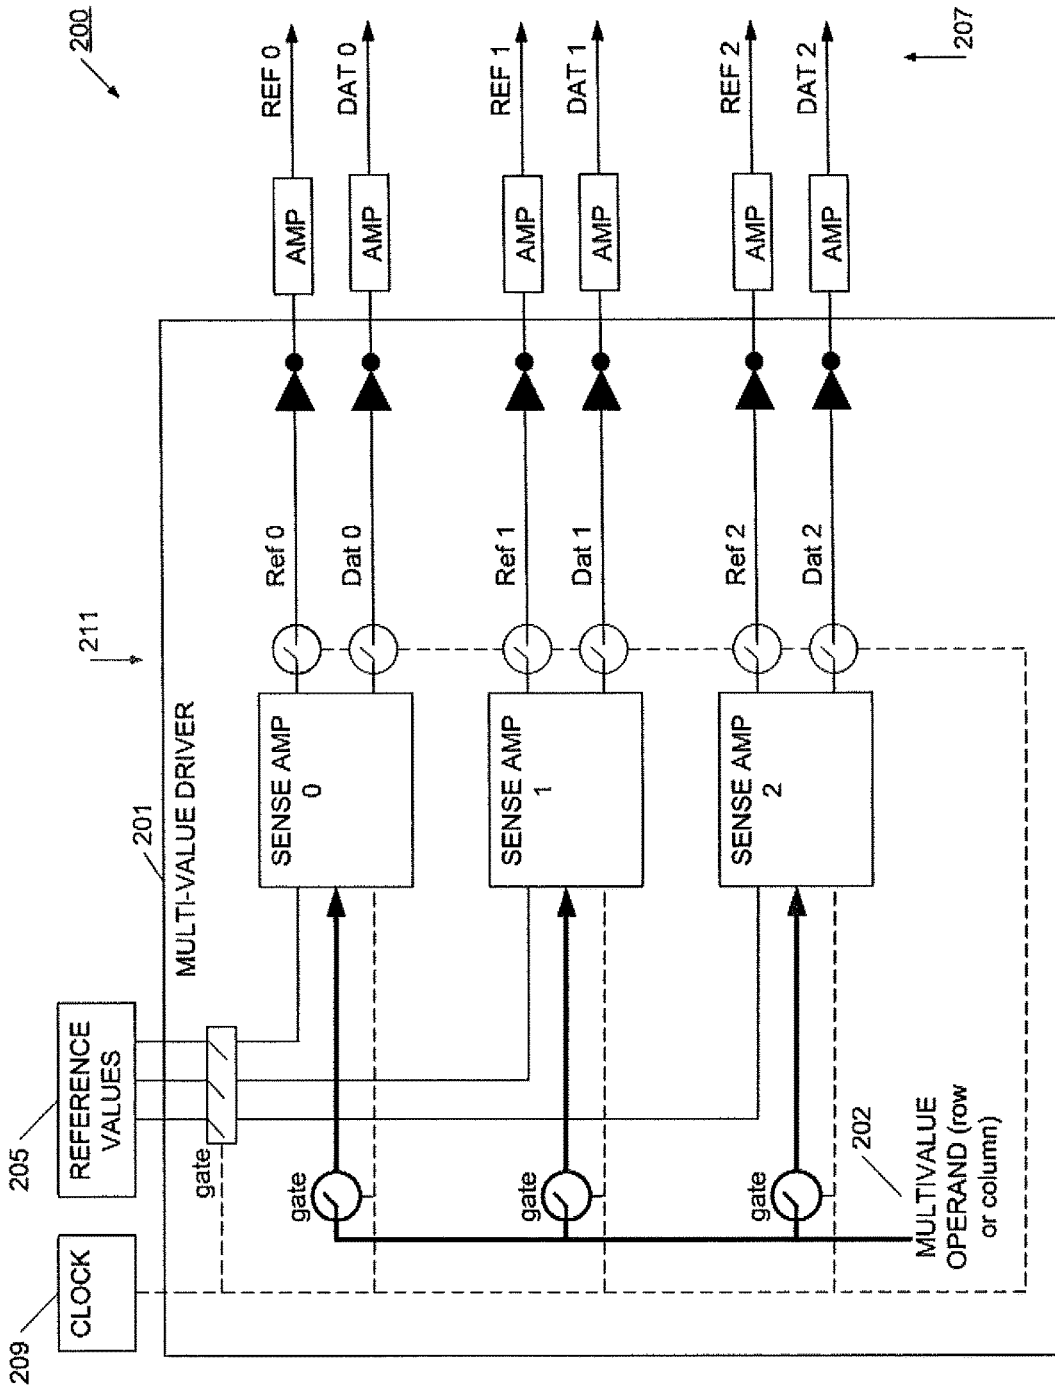 200
209
CLOCK
205
REFERENCE
VALUES
201
MULTI-VALUE DRIVER
211
gate
gate
SENSE AMP
0
Ref 0
AMP
REF 0
Dat 0
AMP
DAT 0
gate
SENSE AMP
1
Ref 1
AMP
REF 1
Dat 1
AMP
DAT 1
gate
SENSE AMP
2
Ref 2
AMP
REF 2
Dat 2
AMP
DAT 2
202
MULTIVALUE
OPERAND (row
or column)
207